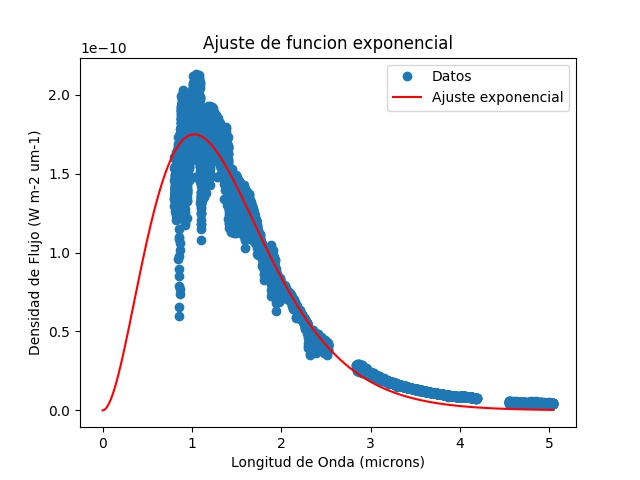 Ajuste de funcion exponencial
1e−10
Datos
Ajuste exponencial
2.0
1.5
1.0
0.5
0.0
Densidad de Flujo (W m-2 um-1)
0 1 2 3 4 5
Longitud de Onda (microns)